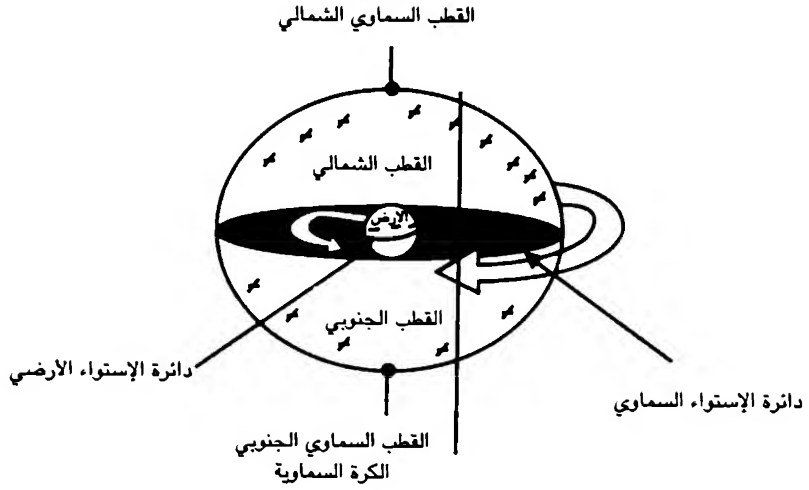 القطب السماوي الشمالي
القطب الشمالي
الأرض
القطب الجنوبي
دائرة الإستواء الأرضي
دائرة الإستواء السماوي
القطب السماوي الجنوبي
الكرة السماوية